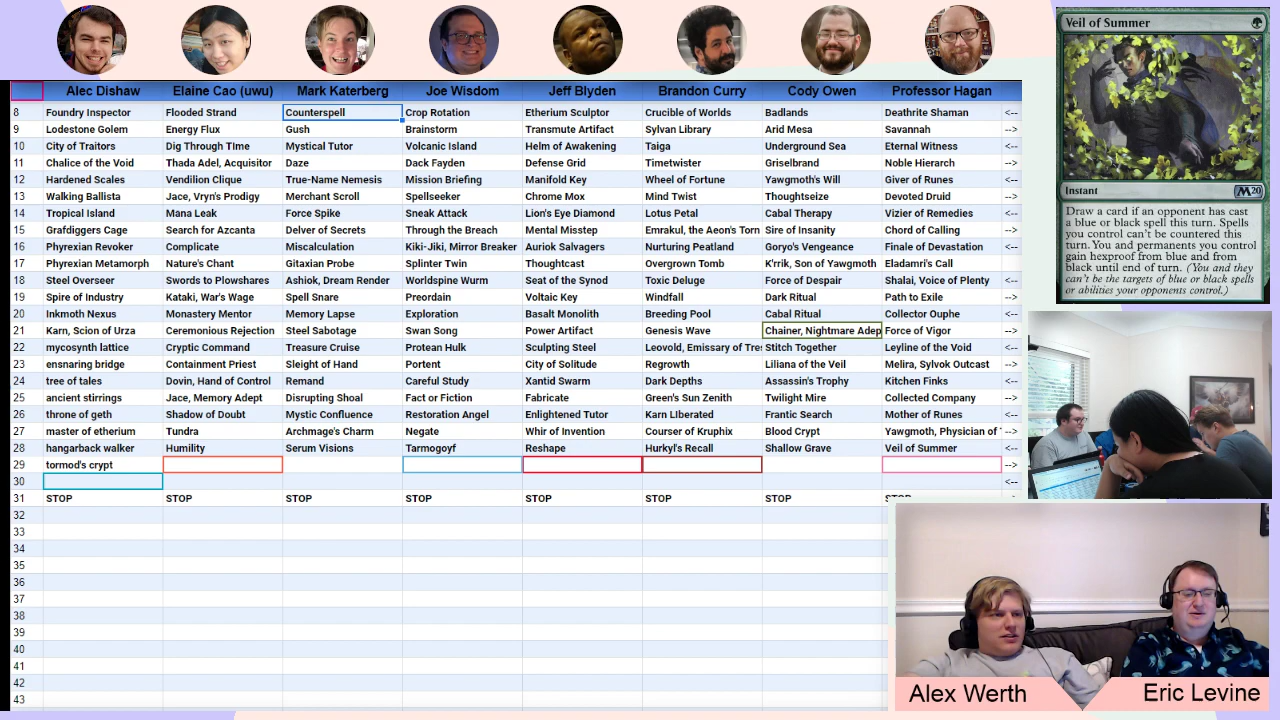 Alec Dishaw Elaine Cao (uwu) Mark Katerberg Joe Wisdom Jeff Blyden Brandon Curry Cody Owen Professor Hagan
8 Foundry Inspector Flooded Strand Counterspell Crop Rotation Etherium Sculptor Crucible of Worlds Badlands Deathrite Shaman <--
9 Lodestone Golem Energy Flux Gush Brainstorm Transmute Artifact Sylvan Library Arid Mesa Savannah -->
10 City of Traitors Dig Through TIme Mystical Tutor Volcanic Island Helm of Awakening Taiga Underground Sea Eternal Witness <--
11 Chalice of the Void Thada Adel, Acquisitor Daze Dack Fayden Defense Grid Timetwister Griselbrand Noble Hierarch -->
12 Hardened Scales Vendilion Clique True-Name Nemesis Mission Briefing Manifold Key Wheel of Fortune Yawgmoth's Will Giver of Runes <--
13 Walking Ballista Jace, Vryn's Prodigy Merchant Scroll Spellseeker Chrome Mox Mind Twist Thoughtseize Devoted Druid -->
14 Tropical Island Mana Leak Force Spike Sneak Attack Lion's Eye Diamond Lotus Petal Cabal Therapy Vizier of Remedies <--
15 Grafdiggers Cage Search for Azcanta Delver of Secrets Through the Breach Mental Misstep Emrakul, the Aeon's Torn Sire of Insanity Chord of Calling -->
16 Phyrexian Revoker Complicate Miscalculation Kiki-Jiki, Mirror Breaker Auriok Salvagers Nurturing Peatland Goryo's Vengeance Finale of Devastation <--
17 Phyrexian Metamorph Nature's Chant Gitaxian Probe Splinter Twin Thoughtcast Overgrown Tomb K'rrik, Son of Yawgmoth Eladamri's Call -->
18 Steel Overseer Swords to Plowshares Ashiok, Dream Render Worldspine Wurm Seat of the Synod Toxic Deluge Force of Despair Shalai, Voice of Plenty <--
19 Spire of Industry Kataki, War's Wage Spell Snare Preordain Voltaic Key Windfall Dark Ritual Path to Exile -->
20 Inkmoth Nexus Monastery Mentor Memory Lapse Exploration Basalt Monolith Breeding Pool Cabal Ritual Collector Ouphe <--
21 Karn, Scion of Urza Ceremonious Rejection Steel Sabotage Swan Song Power Artifact Genesis Wave Chainer, Nightmare Adep Force of Vigor -->
22 mycosynth lattice Cryptic Command Treasure Cruise Protean Hulk Sculpting Steel Leovold, Emissary of Tres Stitch Together Leyline of the Void <--
23 ensnaring bridge Containment Priest Sleight of Hand Portent City of Solitude Regrowth Liliana of the Veil Melira, Sylvok Outcast -->
24 tree of tales Dovin, Hand of Control Remand Careful Study Xantid Swarm Dark Depths Assassin's Trophy Kitchen Finks <--
25 ancient stirrings Jace, Memory Adept Disrupting Shoal Fact or Fiction Fabricate Green's Sun Zenith Twilight Mire Collected Company -->
26 throne of geth Shadow of Doubt Mystic Confluence Restoration Angel Enlightened Tutor Karn LIberated Frantic Search Mother of Runes <--
27 master of etherium Tundra Archmages C Negate Whir of Invention Courser of Kruphix Blood Crypt Yawgmoth, Physician of -->
28 hangarback walker Humility Serum Visions Tarmogoyf Reshape Hurkyl's Recall Shallow Grave Veil of Summer <--
29 tormod's crypt -->
30 <--
31 STOP STOP STOP STOP STOP STOP STOP STOP
32
33
34
35
36
37
38
39
40
41
42
43
Veil of Summer
Instant M20
Draw a card if an opponent has cast
a blue or black spell this turn. Spells
you control can't be countered this
turn. You and permanents you control
gain hexproof from blue and from
black until end of turn. (You and they
can't be the targets of blue or black spells
or abilities your opponents control.)
Alex Werth Eric Levine